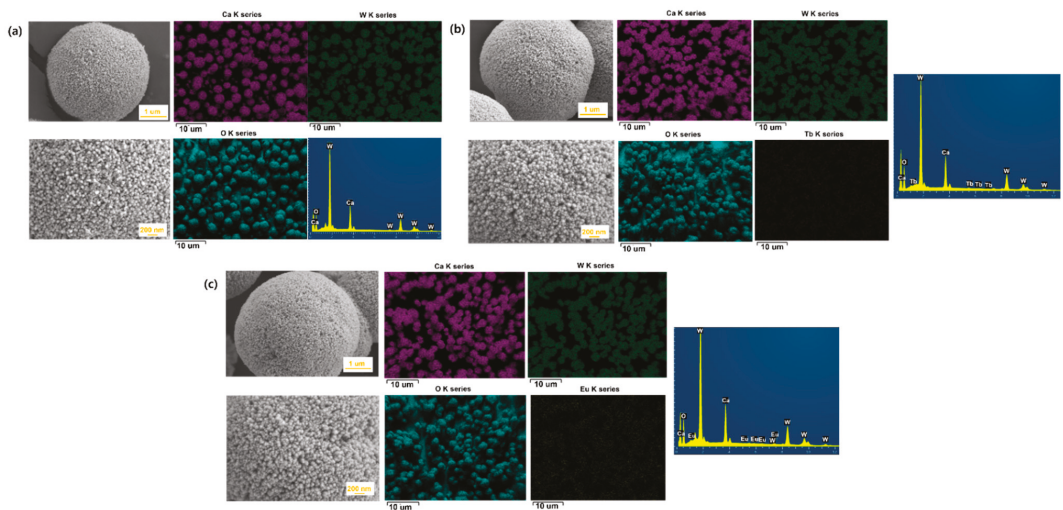 (a)
Ca K series
W K series
1 um
10 um
10 um
O K series
200 nm
10 um
W
O
Ca
Ca
W
W
W
W
(b)
Ca K series
W K series
1 um
10 um
10 um
O K series
Tb K series
200 nm
10 um
10 um
W
O
Ca
Ca
Tb
Tb Tb Tb
W
W
W
(c)
Ca K series
W K series
1 um
10 um
10 um
O K series
Eu K series
200 nm
10 um
10 um
W
Ca
O
Ca
Eu
Eu
Eu Eu Eu
W
W
W
W